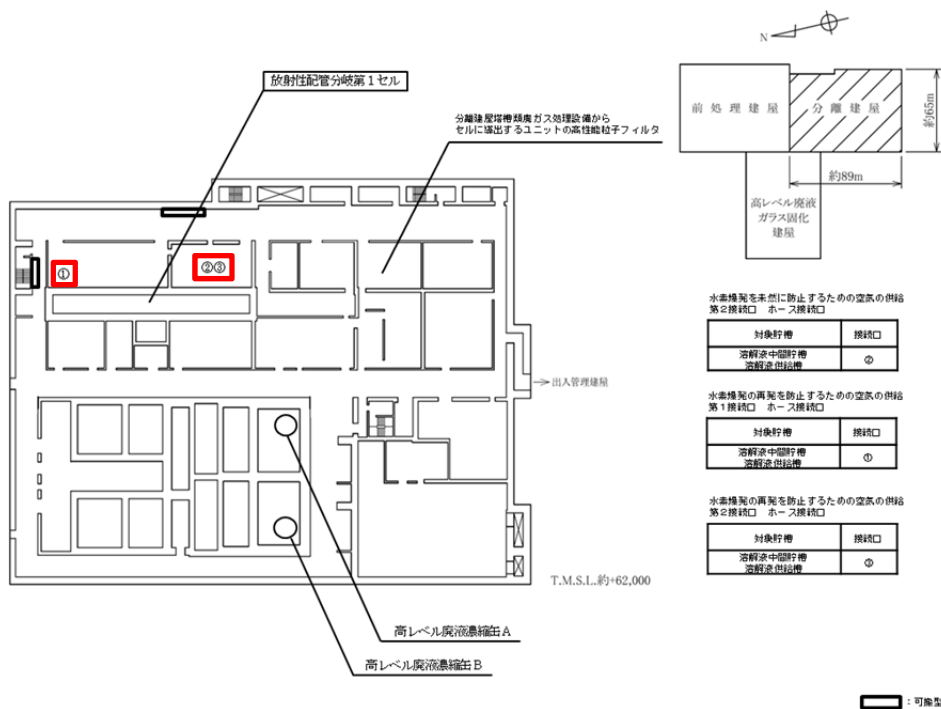 放射性配管分岐第１セル
分離建屋塔槽類廃ガス処理設備から
セルに導出するユニットの高性能粒子フィルタ
N
前処理建屋
分離建屋
約65m
約89m
高レベル廃液
ガラス固化
建屋
①
②③
水素爆発を未然に防止するための空気の供給
第２接続口　ホース接続口
対象貯槽
接続口
溶解液中間貯槽
溶解液供給槽
②
→出入管理建屋
水素爆発の再発を防止するための空気の供給
第１接続口　ホース接続口
対象貯槽
接続口
溶解液中間貯槽
溶解液供給槽
①
水素爆発の再発を防止するための空気の供給
第２接続口　ホース接続口
対象貯槽
接続口
溶解液中間貯槽
溶解液供給槽
③
T.M.S.L.約+62,000
高レベル廃液濃縮缶A
高レベル廃液濃縮缶B
：可搬型